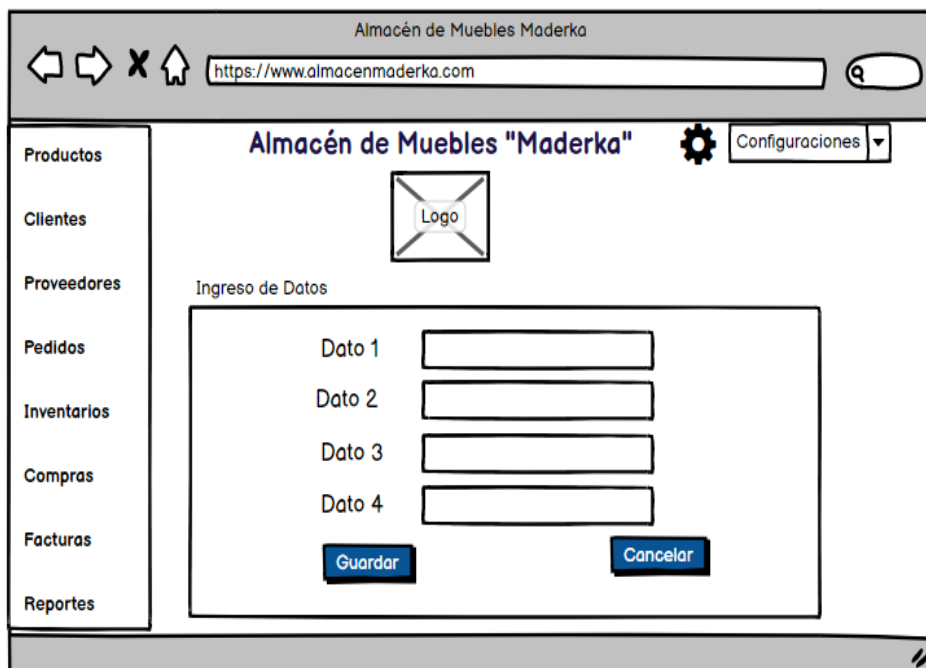 Almacén de Muebles Maderka
https://www.almacenmaderka.com
Almacén de Muebles "Maderka"
Configuraciones
Logo
Productos
Clientes
Proveedores
Pedidos
Inventarios
Compras
Facturas
Reportes
Ingreso de Datos
Dato 1
Dato 2
Dato 3
Dato 4
Guardar
Cancelar